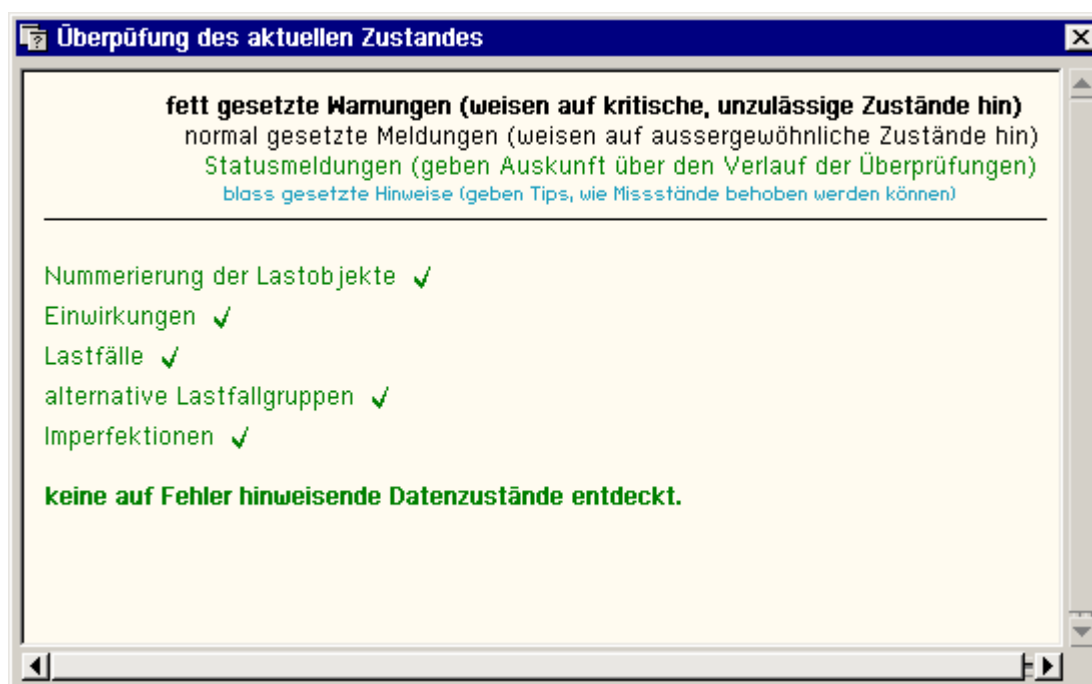 Überpüfung des aktuellen Zustandes
fett gesetzte Warnungen (weisen auf kritische, unzulässige Zustände hin)
normal gesetzte Meldungen (weisen auf aussergewöhnliche Zustände hin)
Statusmeldungen (geben Auskunft über den Verlauf der Überprüfungen)
blass gesetzte Hinweise (geben Tips, wie Missstände behoben werden können)
Nummerierung der Lastobjekte ✓
Einwirkungen ✓
Lastfälle ✓
alternative Lastfallgruppen ✓
Imperfektionen ✓
keine auf Fehler hinweisende Datenzustände entdeckt.